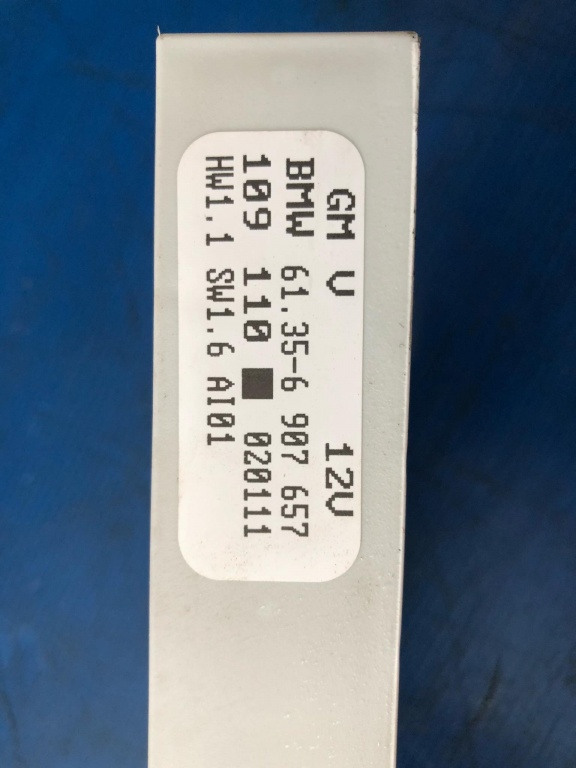 GM V 12V
BMW 61.35-6 907 657
109 110 ■ 020111
HW1.1 SW1.6 AI01